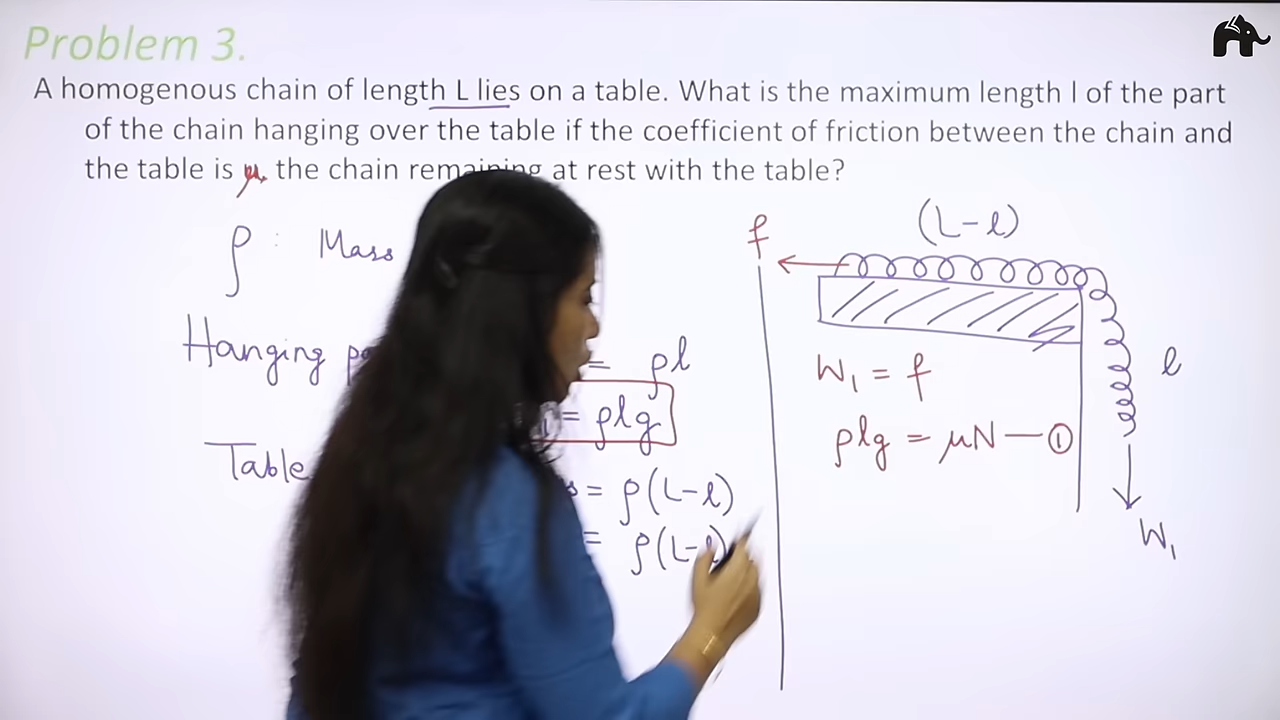 Problem 3.
A homogenous chain of length L lies on a table. What is the maximum length l of the part
of the chain hanging over the table if the coefficient of friction between the chain and
the table is μ, the chain remaining at rest with the table?
ρ : Mass
Hanging = ρl
= ρlg
Table = ρ(L-l)
= ρ(L-l)
f
(L-l)
W₁ = f
ρlg = μN — ①
l
W₁